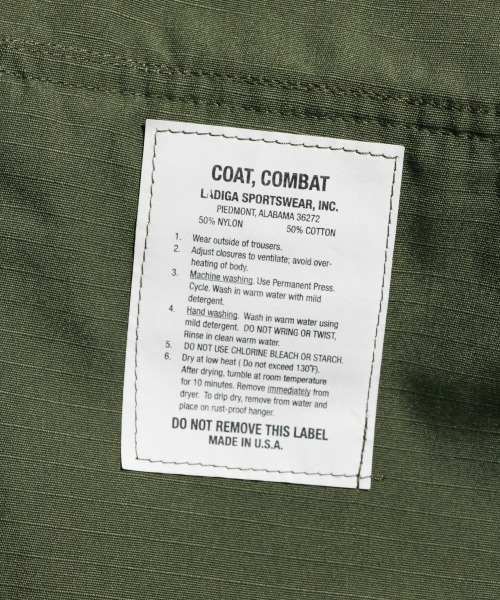 COAT, COMBAT
LADIGA SPORTSWEAR, INC.
PIEDMONT, ALABAMA 36272
50% NYLON 50% COTTON
1. Wear outside of trousers.
2. Adjust closures to ventilate; avoid over-
heating of body.
3. Machine washing. Use Permanent Press.
Cycle. Wash in warm water with mild
detergent.
4. Hand washing. Wash in warm water using
mild detergent. DO NOT WRING OR TWIST,
Rinse in clean warm water.
5. DO NOT USE CHLORINE BLEACH OR STARCH.
6. Dry at low heat ( Do not exceed 130°F).
After drying, tumble at room temperature
for 10 minutes. Remove immediately from
dryer. To drip dry, remove from water and
place on rust-proof hanger.
DO NOT REMOVE THIS LABEL
MADE IN U.S.A.